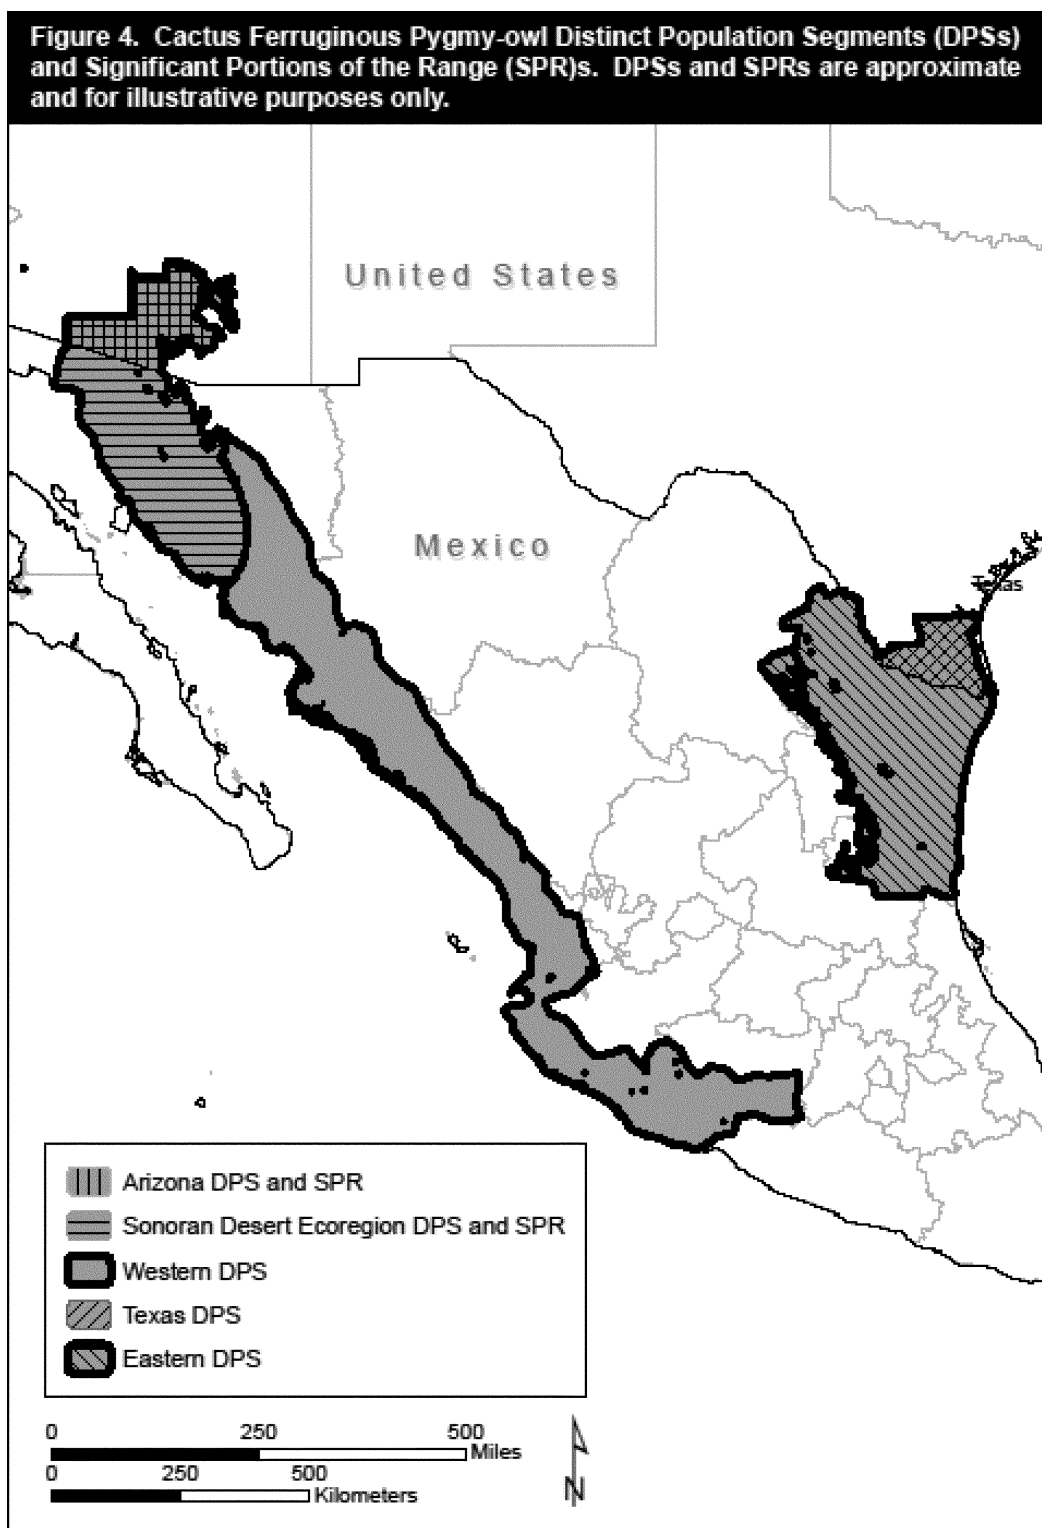 Figure 4. Cactus Ferruginous Pygmy-owl Distinct Population Segments (DPSs)
and Significant Portions of the Range (SPR)s. DPSs and SPRs are approximate
and for illustrative purposes only.
United States
Mexico
Texas
Arizona DPS and SPR
Sonoran Desert Ecoregion DPS and SPR
Western DPS
Texas DPS
Eastern DPS
0 250 500
Miles
0 250 500
Kilometers
N